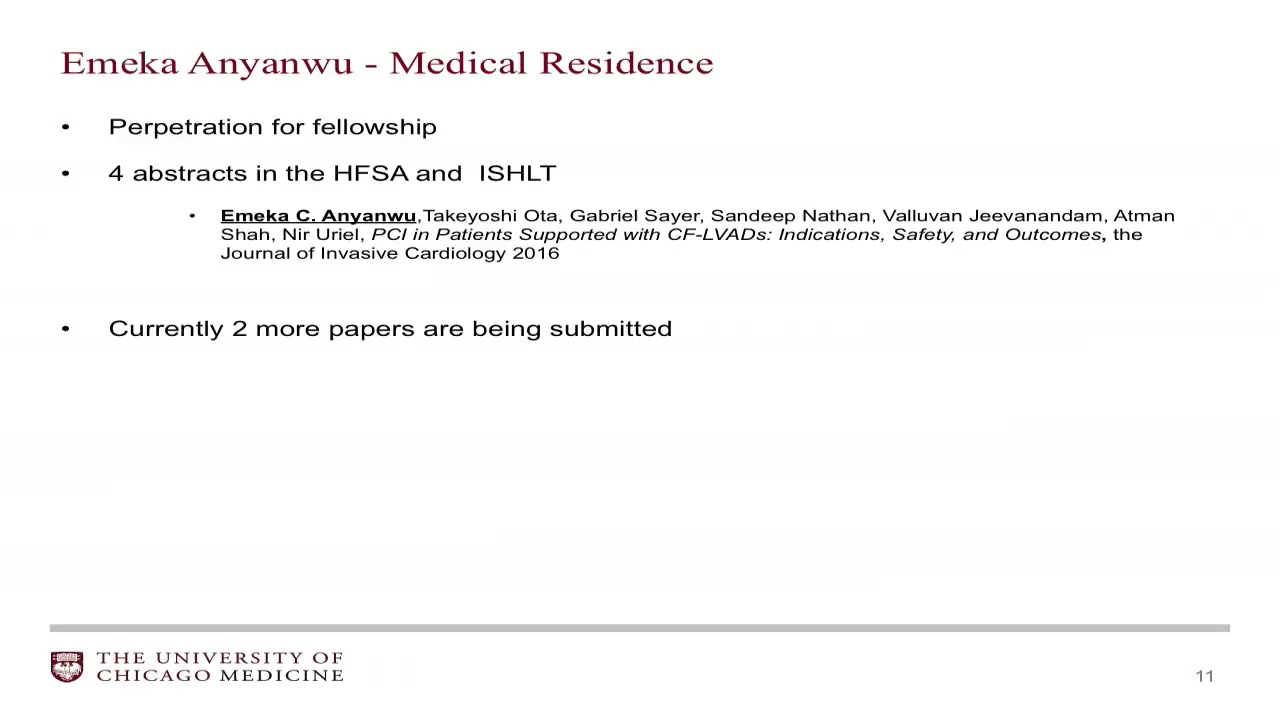 Emeka Anyanwu - Medical Residence
• Perpetration for fellowship
• 4 abstracts in the HFSA and  ISHLT
• Emeka C. Anyanwu,Takeyoshi Ota, Gabriel Sayer, Sandeep Nathan, Valluvan Jeevanandam, Atman
Shah, Nir Uriel, PCI in Patients Supported with CF-LVADs: Indications, Safety, and Outcomes, the
Journal of Invasive Cardiology 2016
• Currently 2 more papers are being submitted
THE UNIVERSITY OF
CHICAGO MEDICINE
11